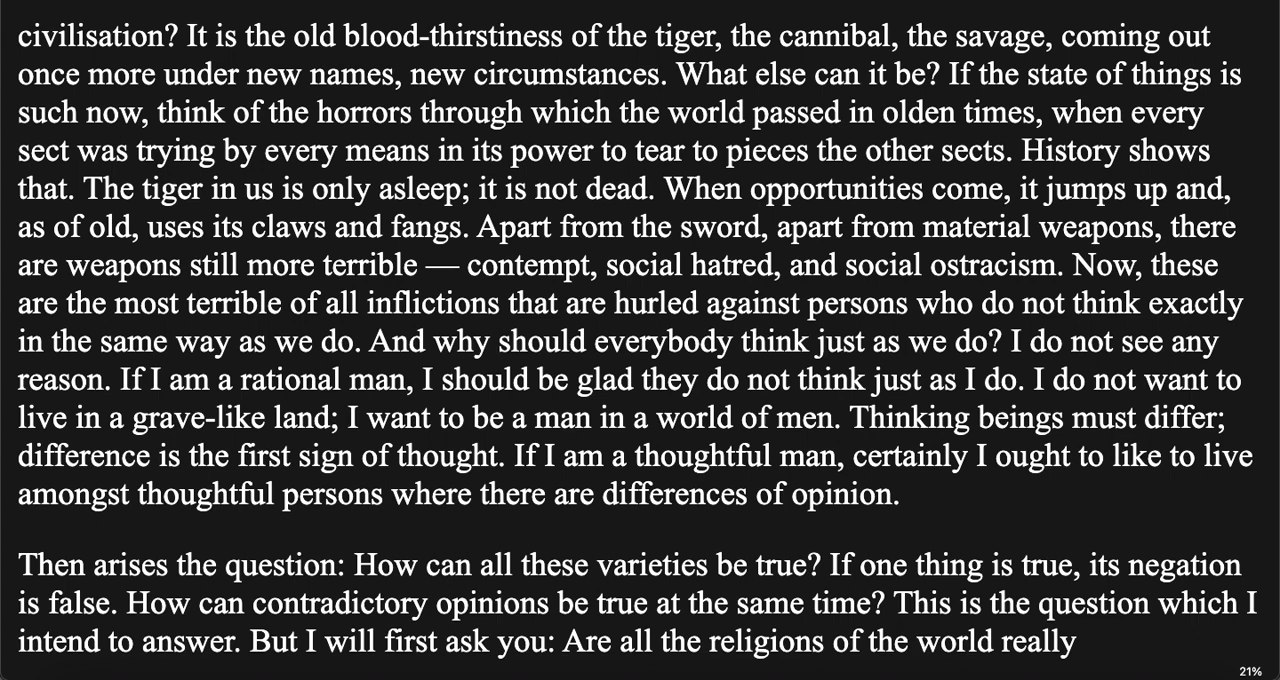 civilisation? It is the old blood-thirstiness of the tiger, the cannibal, the savage, coming out
once more under new names, new circumstances. What else can it be? If the state of things is
such now, think of the horrors through which the world passed in olden times, when every
sect was trying by every means in its power to tear to pieces the other sects. History shows
that. The tiger in us is only asleep; it is not dead. When opportunities come, it jumps up and,
as of old, uses its claws and fangs. Apart from the sword, apart from material weapons, there
are weapons still more terrible — contempt, social hatred, and social ostracism. Now, these
are the most terrible of all inflictions that are hurled against persons who do not think exactly
in the same way as we do. And why should everybody think just as we do? I do not see any
reason. If I am a rational man, I should be glad they do not think just as I do. I do not want to
live in a grave-like land; I want to be a man in a world of men. Thinking beings must differ;
difference is the first sign of thought. If I am a thoughtful man, certainly I ought to like to live
amongst thoughtful persons where there are differences of opinion.
Then arises the question: How can all these varieties be true? If one thing is true, its negation
is false. How can contradictory opinions be true at the same time? This is the question which I
intend to answer. But I will first ask you: Are all the religions of the world really
21%